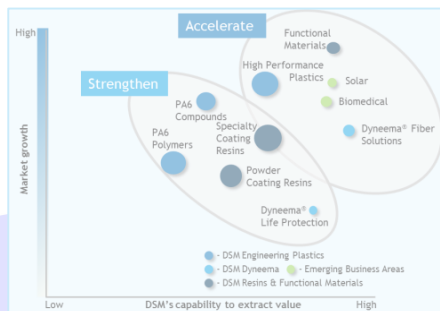 Accelerate
High
Functional
Materials
High Performance
Plastics
Solar
Strengthen
Biomedical
PA6
Compounds
Dyneema® Fiber
Solutions
Specialty
Coating
Resins
PA6
Polymers
Powder
Coating Resins
Dyneema®
Life Protection
Market growth
- DSM Engineering Plastics
- DSM Dyneema
- Emerging Business Areas
- DSM Resins & Functional Materials
Low
DSM's capability to extract value
High